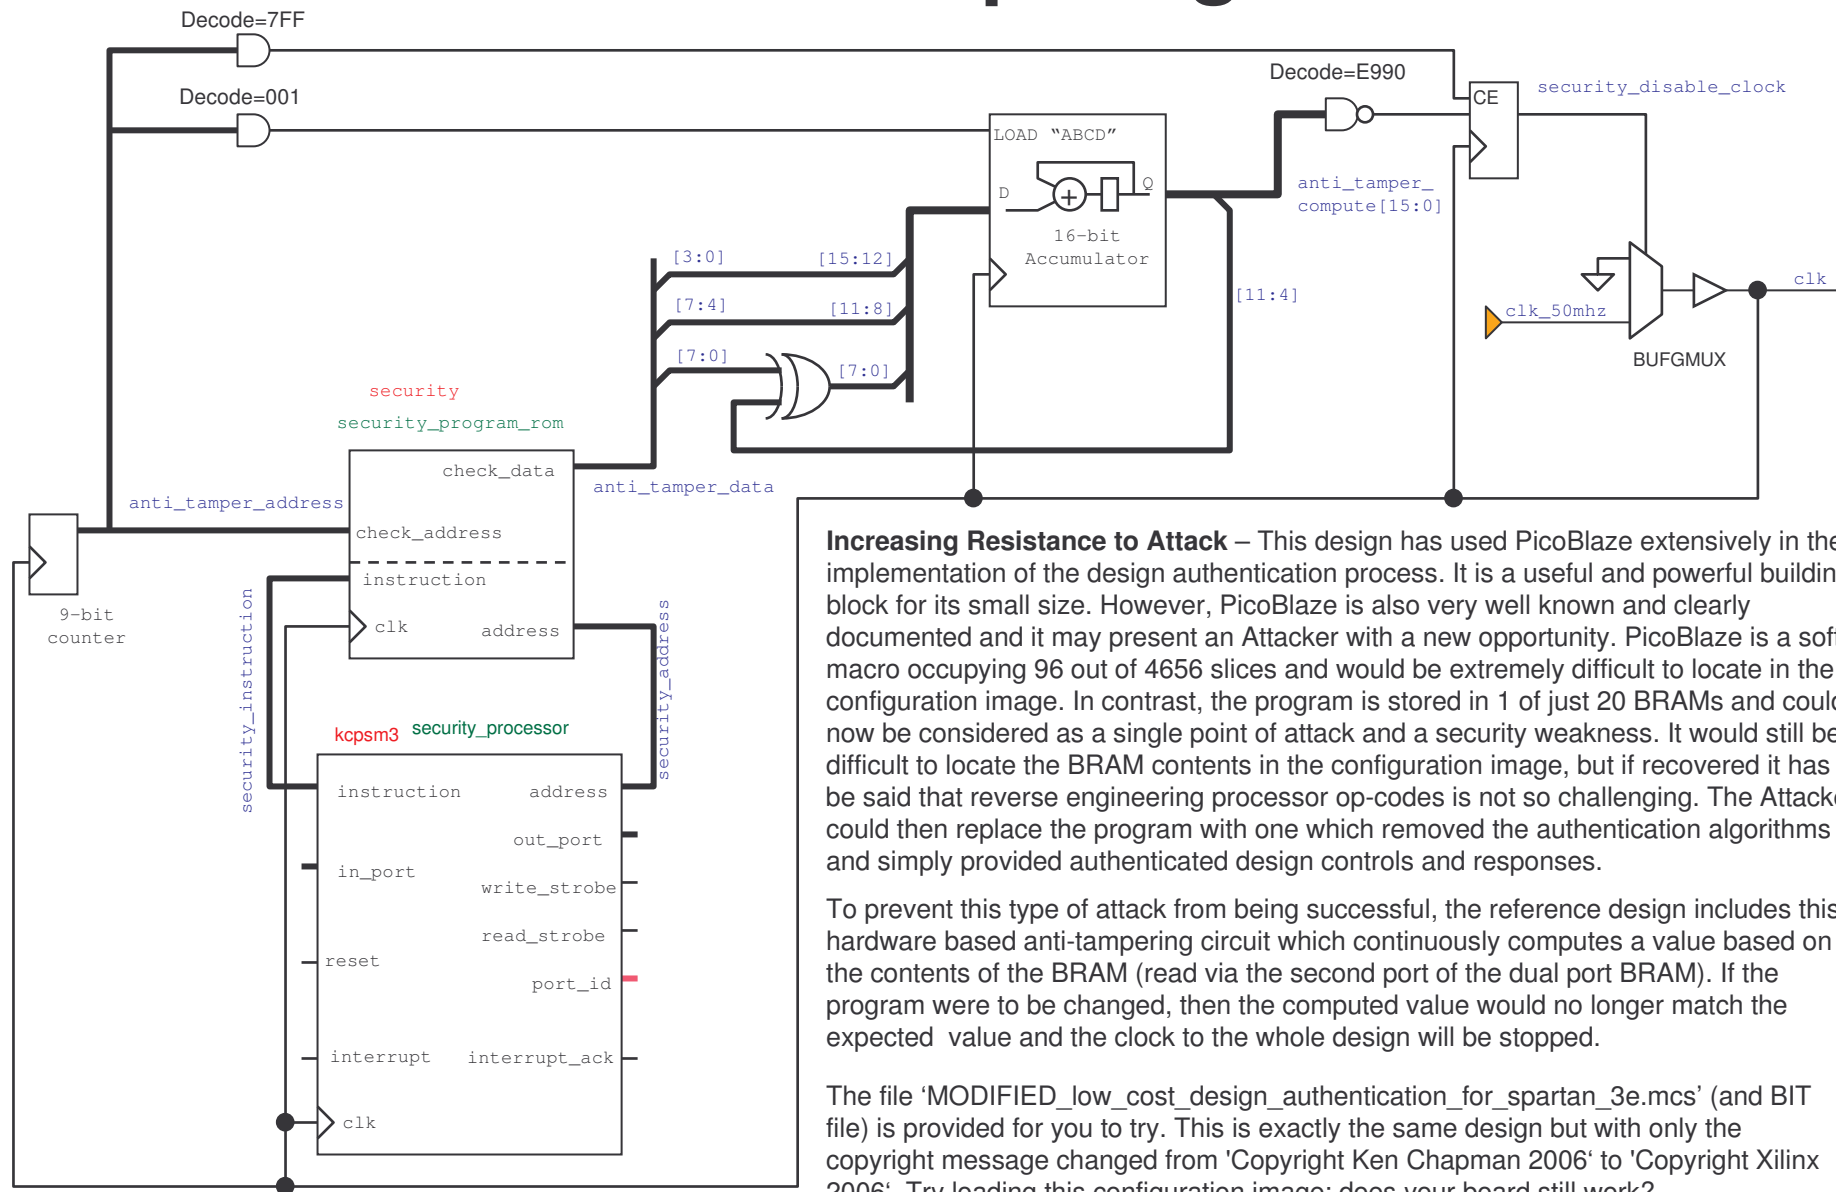 Decode=7FF
Decode=001
Decode=E990
CE
security_disable_clock
LOAD “ABCD”
D
Q
16-bit
Accumulator
anti_tamper_
compute[15:0]
[3:0]
[15:12]
[7:4]
[11:8]
[7:0]
[7:0]
[11:4]
clk_50mhz
clk
BUFGMUX
security
security_program_rom
check_data
anti_tamper_data
anti_tamper_address
check_address
instruction
clk
address
9-bit
counter
security_instruction
security_address
kcpsm3
security_processor
instruction
address
out_port
in_port
write_strobe
read_strobe
reset
port_id
interrupt
interrupt_ack
clk
Increasing Resistance to Attack – This design has used PicoBlaze extensively in the
implementation of the design authentication process. It is a useful and powerful buildin
block for its small size. However, PicoBlaze is also very well known and clearly
documented and it may present an Attacker with a new opportunity. PicoBlaze is a soft
macro occupying 96 out of 4656 slices and would be extremely difficult to locate in the
configuration image. In contrast, the program is stored in 1 of just 20 BRAMs and could
now be considered as a single point of attack and a security weakness. It would still be
difficult to locate the BRAM contents in the configuration image, but if recovered it has
be said that reverse engineering processor op-codes is not so challenging. The Attacke
could then replace the program with one which removed the authentication algorithms
and simply provided authenticated design controls and responses.
To prevent this type of attack from being successful, the reference design includes this
hardware based anti-tampering circuit which continuously computes a value based on
the contents of the BRAM (read via the second port of the dual port BRAM). If the
program were to be changed, then the computed value would no longer match the
expected  value and the clock to the whole design will be stopped.
The file ‘MODIFIED_low_cost_design_authentication_for_spartan_3e.mcs’ (and BIT
file) is provided for you to try. This is exactly the same design but with only the
copyright message changed from 'Copyright Ken Chapman 2006‘ to 'Copyright Xilinx
2006‘. Try loading this configuration image; does your board still work?